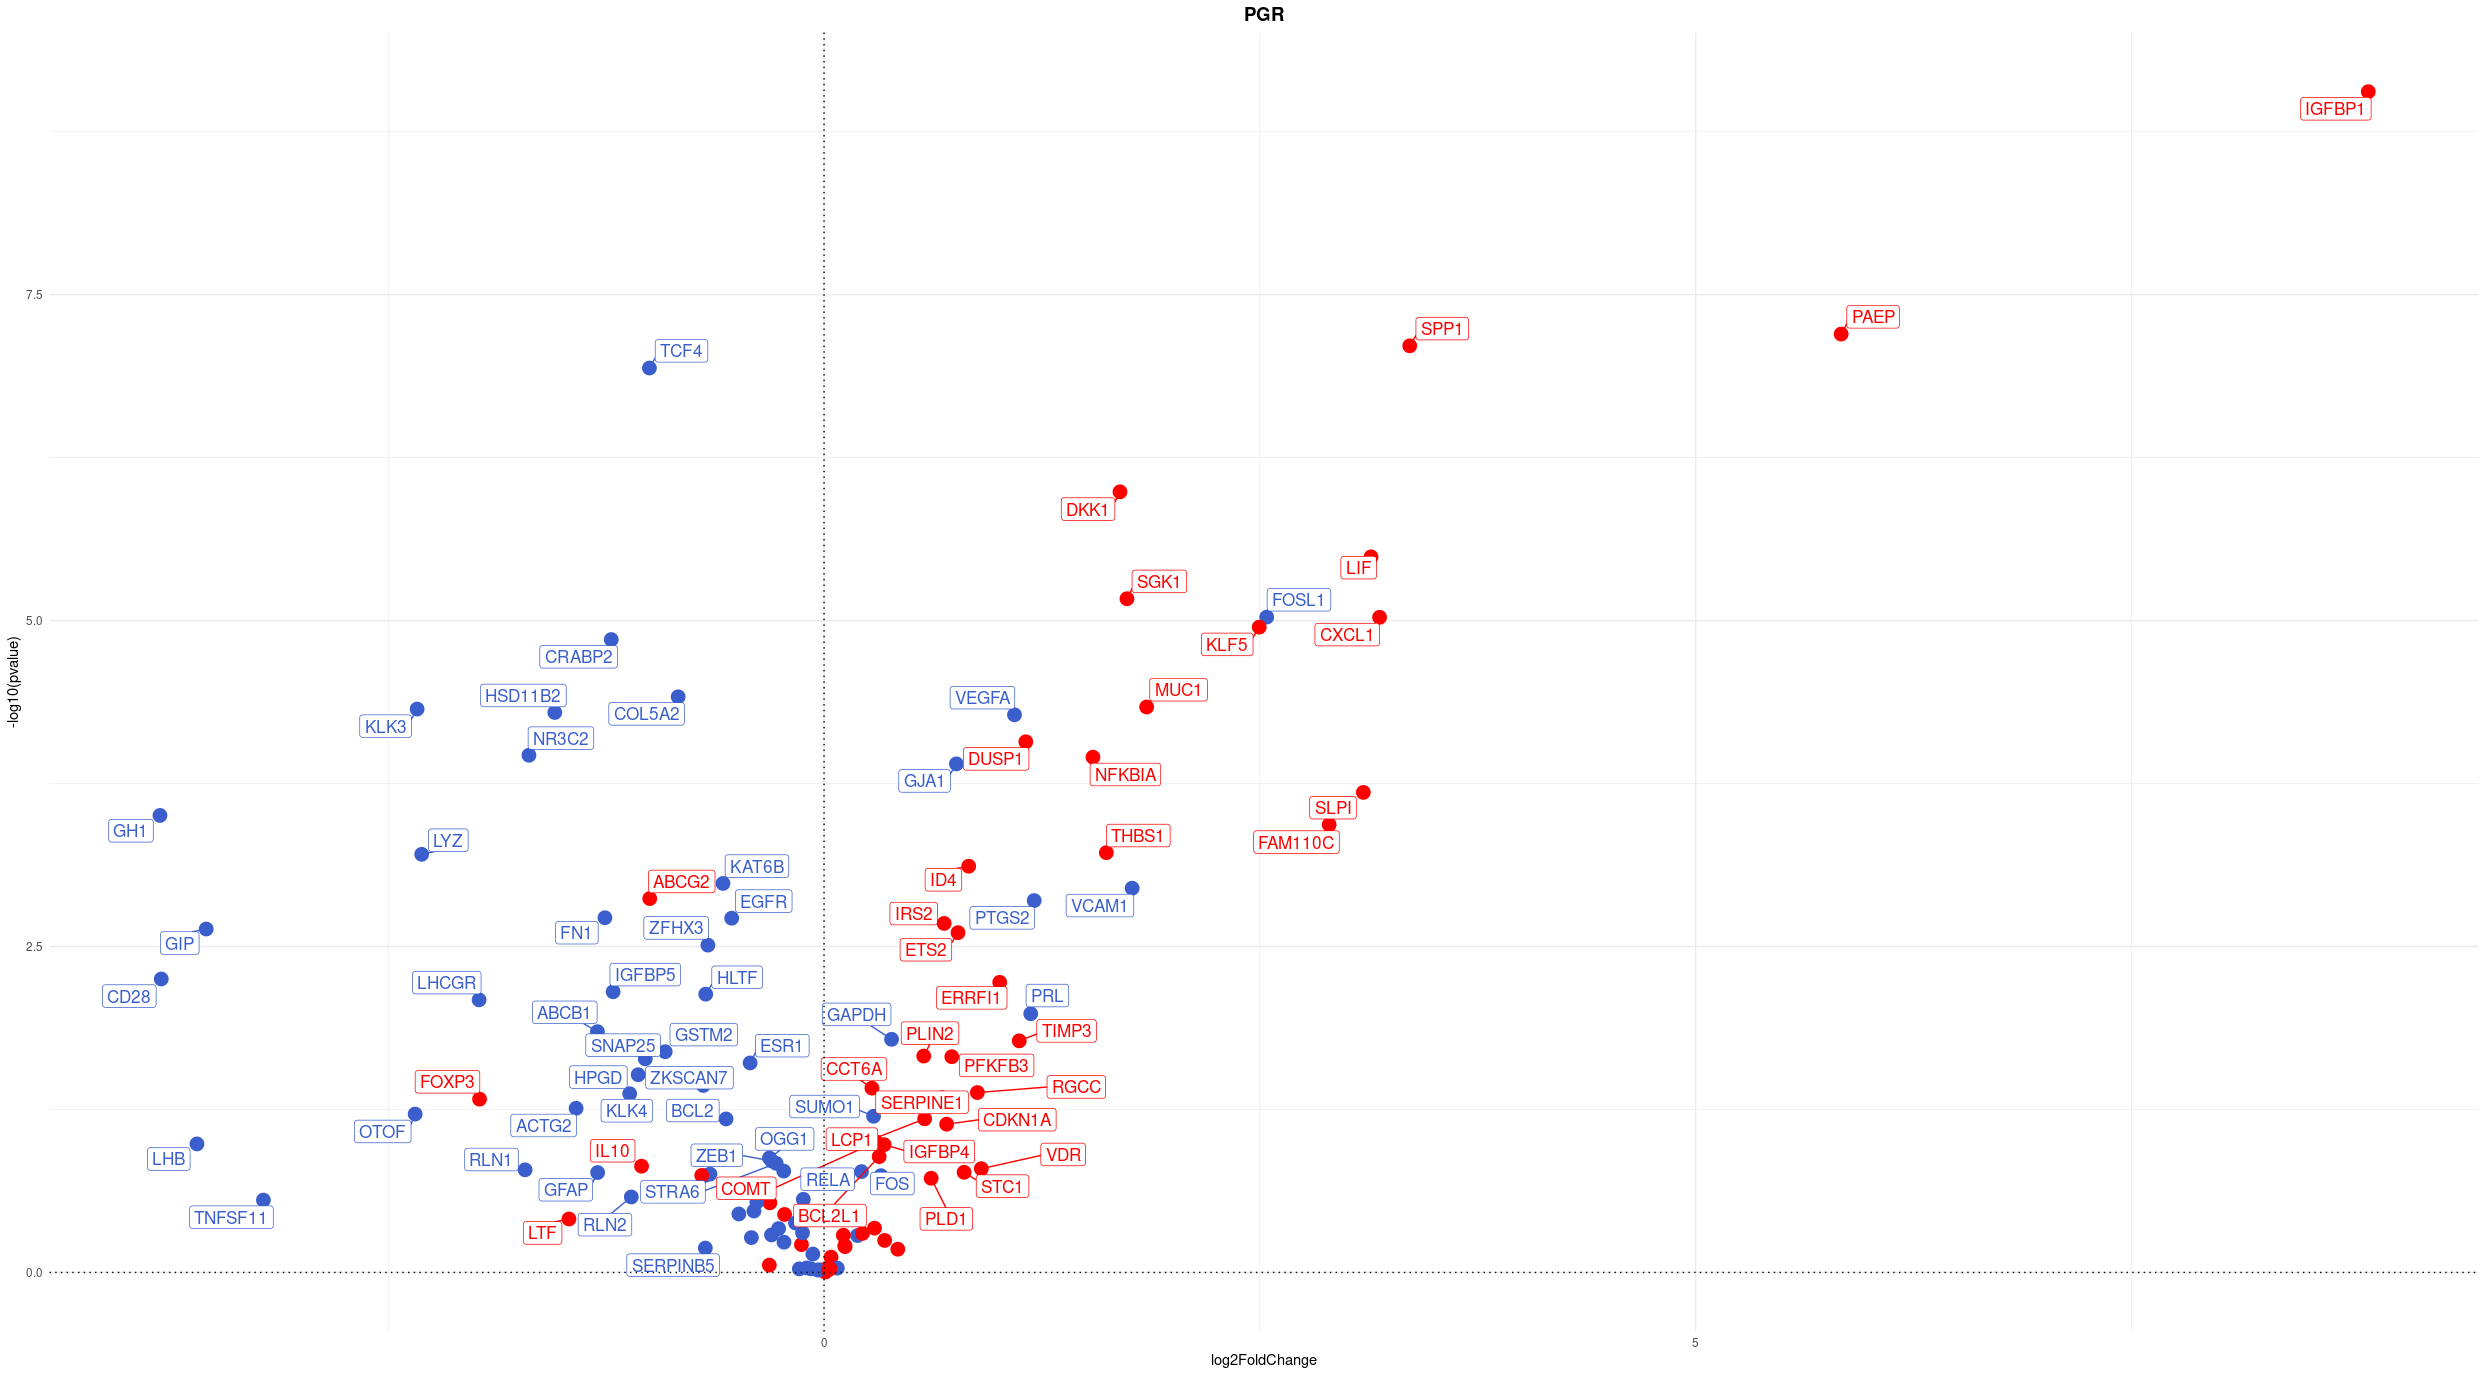 PGR
IGFBP1
7.5
PAEP
SPP1
TCF4
DKK1
LIF
SGK1
FOSL1
5.0
CXCL1
KLF5
CRABP2
MUC1
HSD11B2
VEGFA
COL5A2
KLK3
NR3C2
DUSP1
NFKBIA
GJA1
-log10(pvalue)
SLPI
GH1
THBS1
LYZ
FAM110C
KAT6B
ID4
ABCG2
EGFR
VCAM1
IRS2
PTGS2
ZFHX3
FN1
GIP
2.5
ETS2
IGFBP5
HLTF
LHCGR
CD28
ERRFI1
PRL
ABCB1
GAPDH
TIMP3
PLIN2
GSTM2
SNAP25
ESR1
PFKFB3
CCT6A
HPGD
ZKSCAN7
FOXP3
RGCC
SERPINE1
SUMO1
KLK4
BCL2
CDKN1A
ACTG2
OTOF
OGG1
LCP1
IL10
IGFBP4
ZEB1
VDR
LHB
RLN1
RELA
FOS
STC1
COMT
GFAP
STRA6
BCL2L1
TNFSF11
PLD1
RLN2
LTF
SERPINB5
0.0
0
5
log2FoldChange